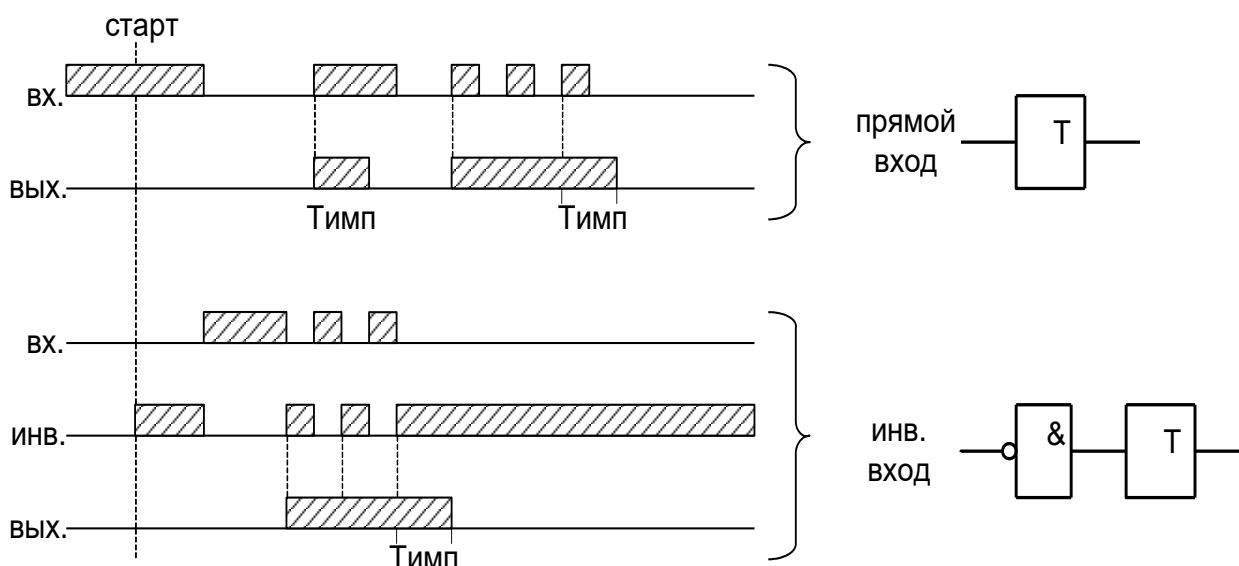 старт
вх.
вых.
Тимп
Тимп
прямой
вход
Т
вх.
инв.
вых.
Тимп
инв.
вход
&
Т